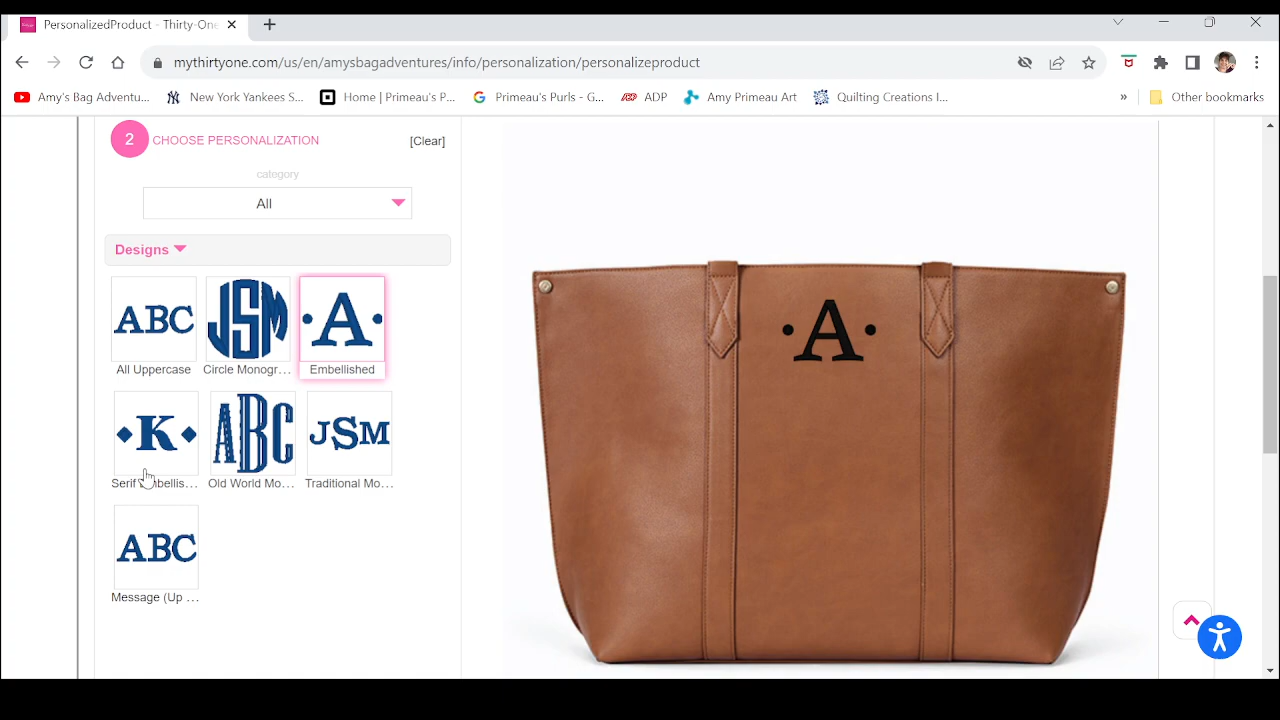 PersonalizedProduct - Thirty-One
mythirtyone.com/us/en/amysbagadventures/info/personalization/personalizeproduct
Amy's Bag Adventu...
New York Yankees S...
Home | Primeau's P...
Primeau's Purls - G...
ADP
Amy Primeau Art
Quilting Creations I...
»
Other bookmarks
2 CHOOSE PERSONALIZATION [Clear]
category
All
Designs
ABC
JSM
·A·
All Uppercase
Circle Monogr...
Embellished
K
ABC
JSM
Serif Embellis...
Old World Mo...
Traditional Mo...
ABC
Message (Up ...
·A·